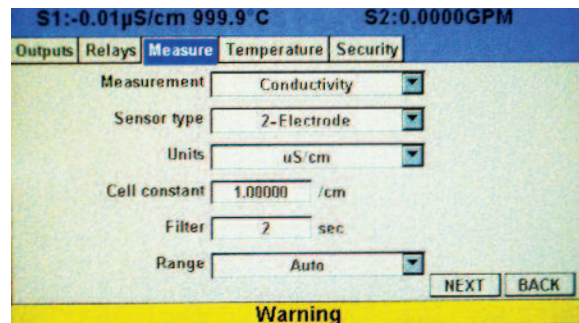 S1:-0.01µS/cm 999.9°C S2:0.0000GPM
Outputs Relays Measure Temperature Security
Measurement Conductivity
Sensor type 2-Electrode
Units uS/cm
Cell constant 1.00000 /cm
Filter 2 sec
Range Auto
NEXT BACK
Warning